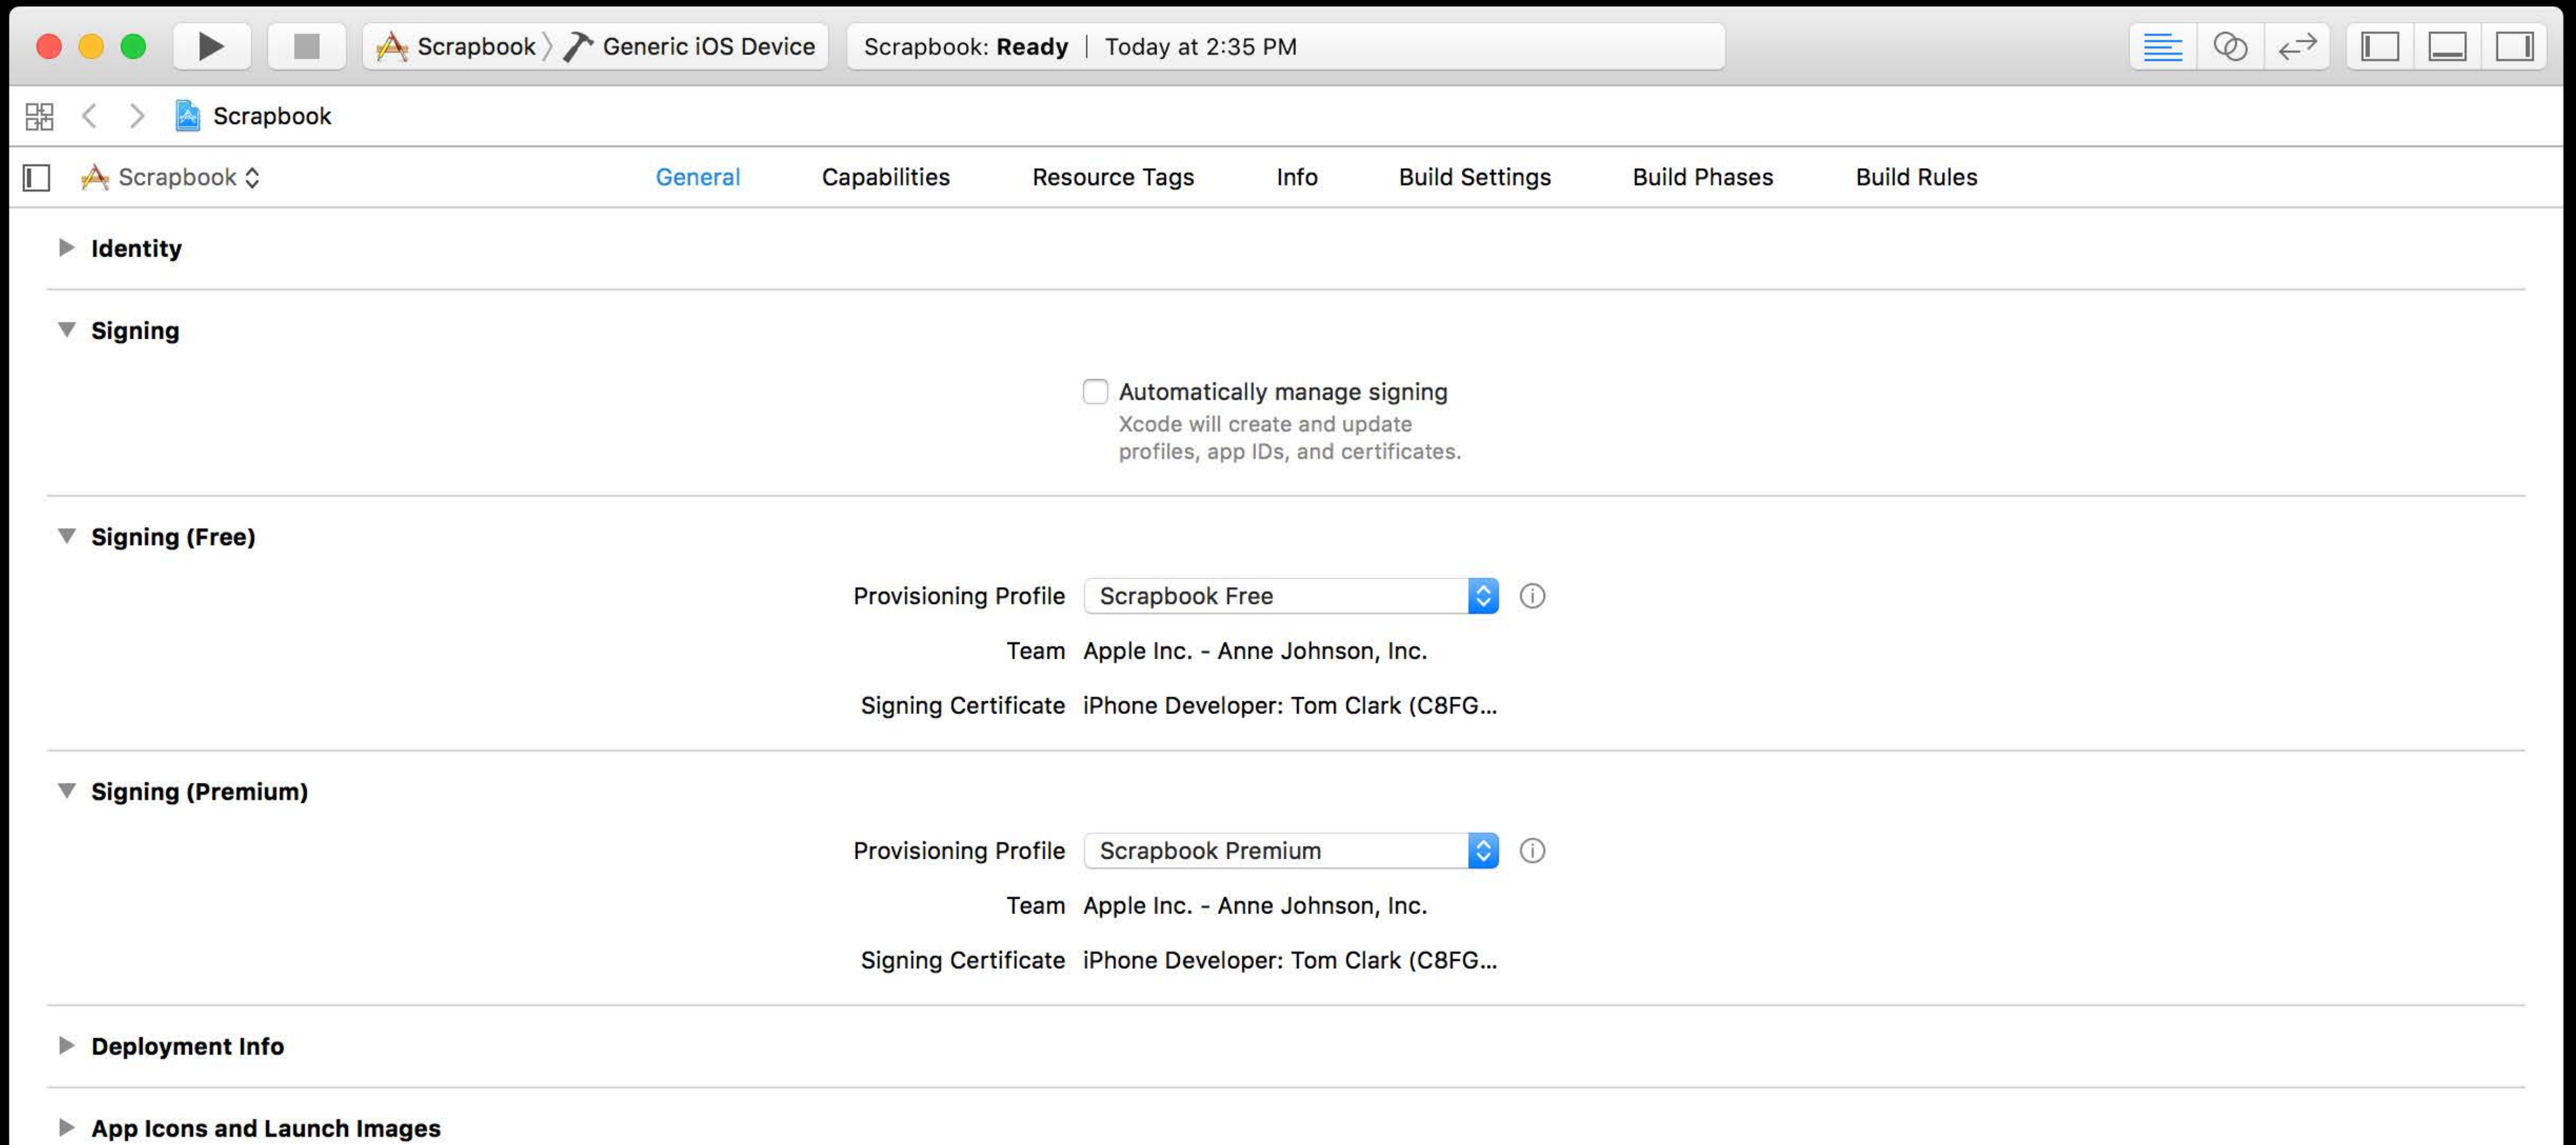 Scrapbook Generic iOS Device Scrapbook: Ready | Today at 2:35 PM
Scrapbook
Scrapbook General Capabilities Resource Tags Info Build Settings Build Phases Build Rules
Identity
Signing
Automatically manage signing
Xcode will create and update
profiles, app IDs, and certificates.
Signing (Free)
Provisioning Profile Scrapbook Free
Team Apple Inc. - Anne Johnson, Inc.
Signing Certificate iPhone Developer: Tom Clark (C8FG...
Signing (Premium)
Provisioning Profile Scrapbook Premium
Team Apple Inc. - Anne Johnson, Inc.
Signing Certificate iPhone Developer: Tom Clark (C8FG...
Deployment Info
App Icons and Launch Images